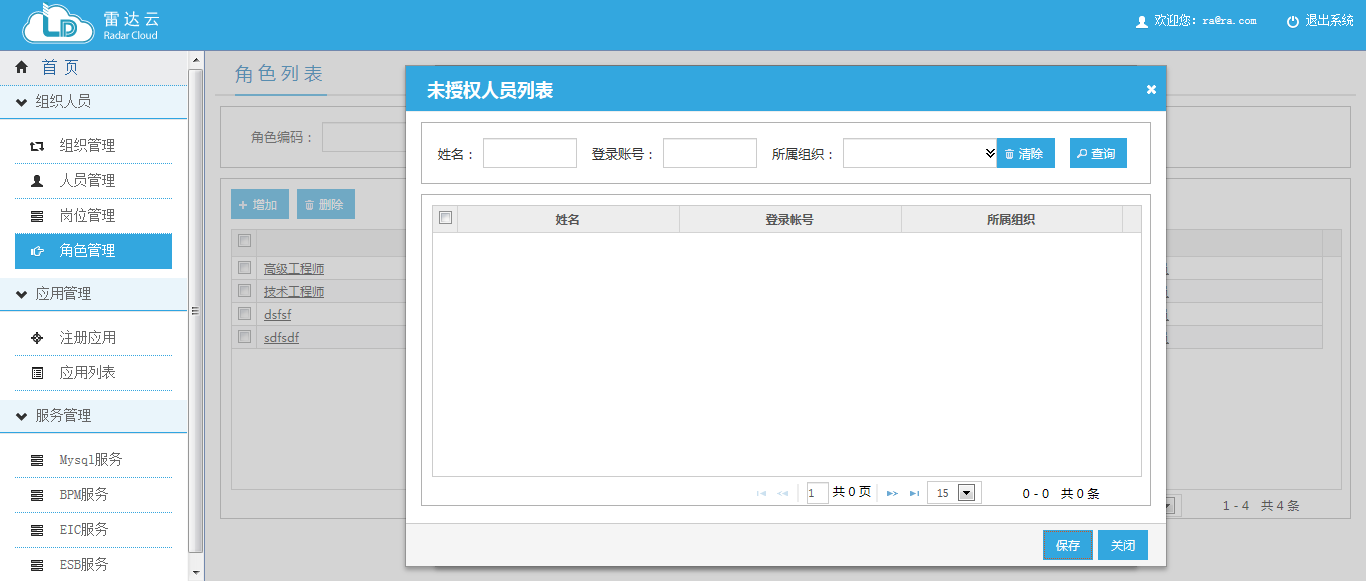 雷达云
Radar Cloud
欢迎您: ra@ra.com
退出系统
首 页
组织人员
组织管理
人员管理
岗位管理
角色管理
应用管理
注册应用
应用列表
服务管理
Mysql服务
BPM服务
EIC服务
ESB服务
角色列表
角色编码：
增加 删除
高级工程师
技术工程师
dsfsf
sdfsdf
1 - 4 共 4 条
未授权人员列表
姓名： 登录账号： 所属组织： 清除 查询
姓名 登录帐号 所属组织
1 共 0 页 15 0 - 0 共 0 条
保存 关闭